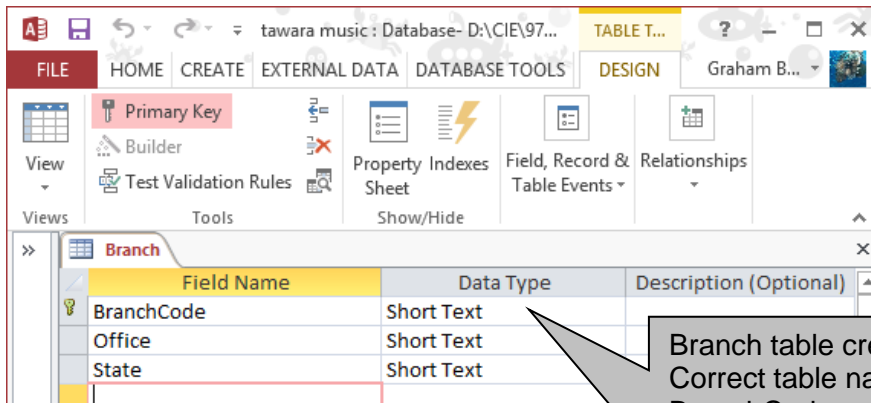 tawara music : Database- D:\CIE\97... TABLE T... ?
FILE HOME CREATE EXTERNAL DATA DATABASE TOOLS DESIGN Graham B...
View
Primary Key
Builder
Test Validation Rules
Property Sheet
Indexes
Field, Record & Table Events
Relationships
Views Tools Show/Hide
Branch
Field Name Data Type Description (Optional)
BranchCode Short Text
Office Short Text
State Short Text
Branch table cre
Correct table na